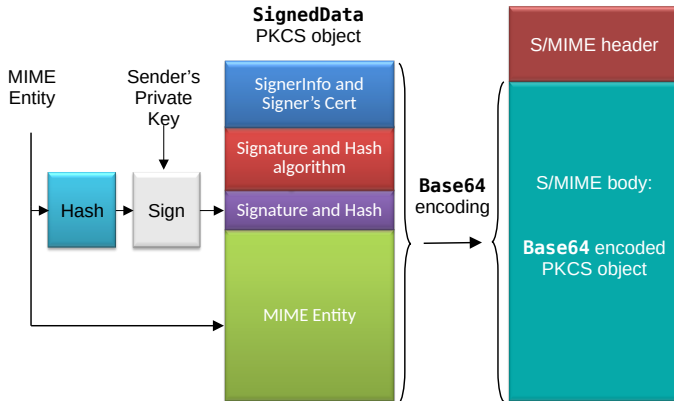 SignedData
PKCS object
S/MIME header
MIME
Entity
Sender’s
Private
Key
SignerInfo and
Signer’s Cert
Signature and Hash
algorithm
Hash
Sign
Signature and Hash
Base64
encoding
S/MIME body:
Base64 encoded
PKCS object
MIME Entity